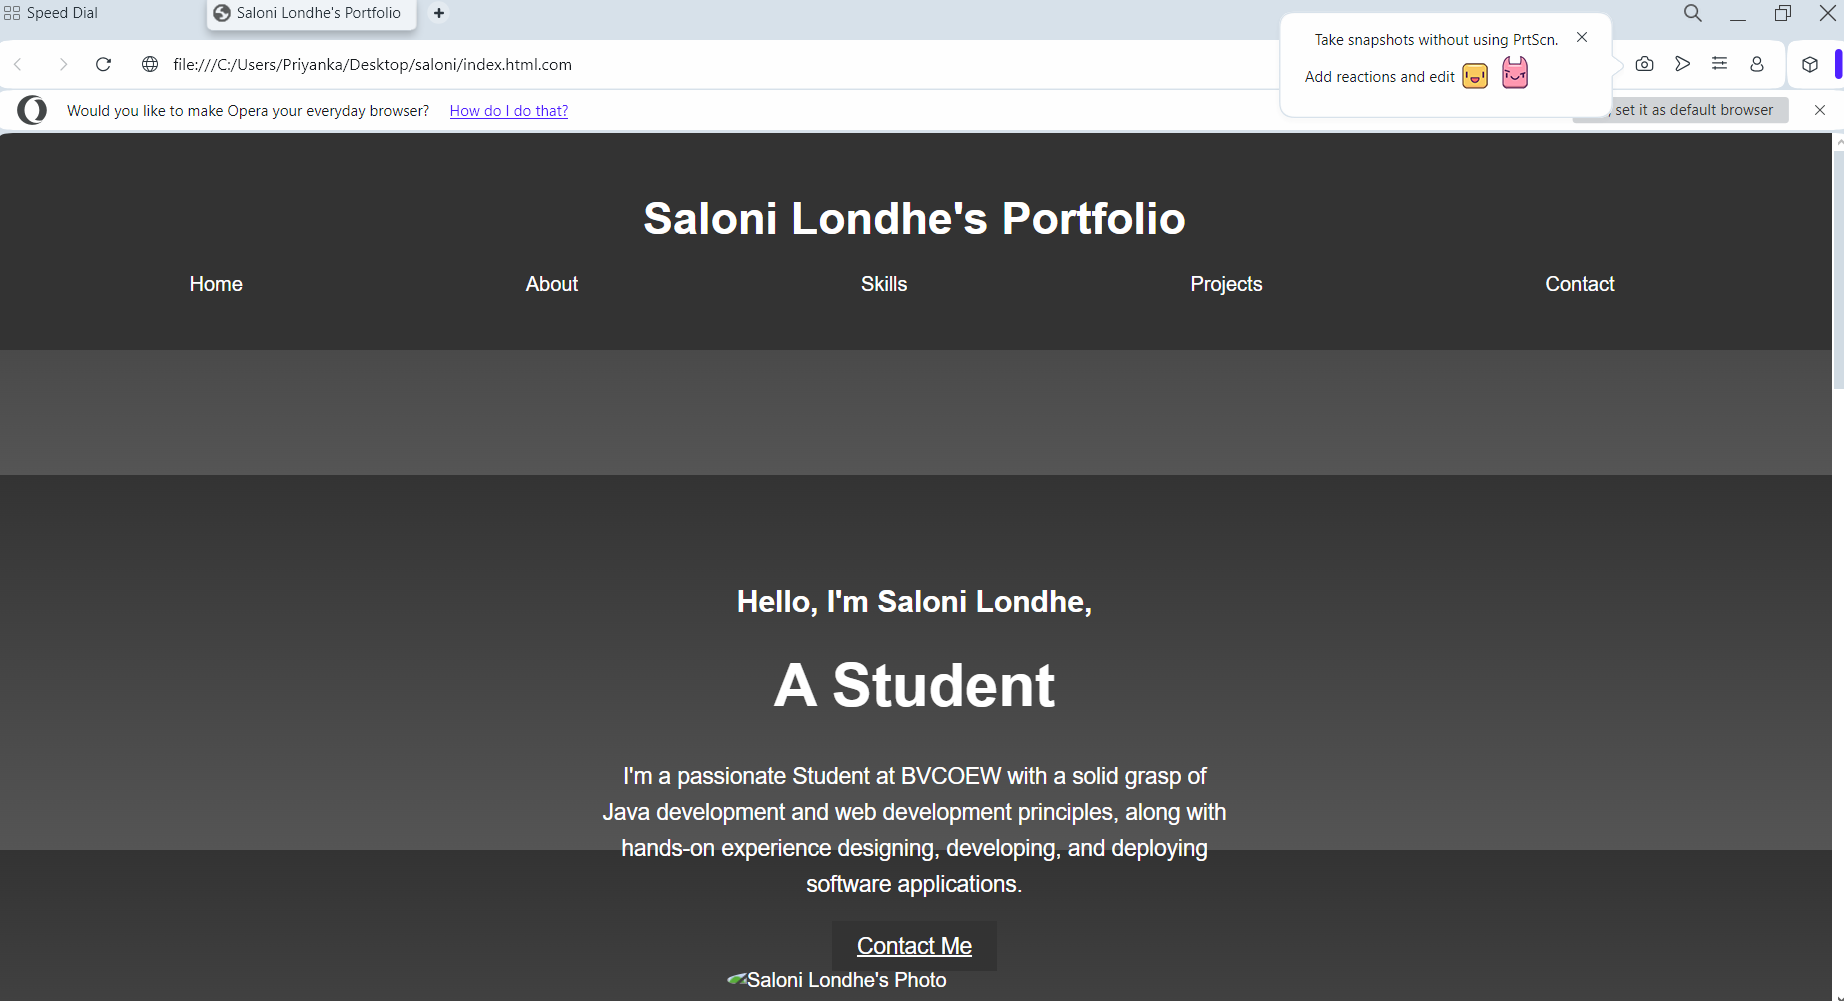 Speed Dial
Saloni Londhe's Portfolio
file:///C:/Users/Priyanka/Desktop/saloni/index.html.com
Take snapshots without using PrtScn.
Add reactions and edit
Would you like to make Opera your everyday browser? How do I do that?
, set it as default browser
Saloni Londhe's Portfolio
Home About Skills Projects Contact
Hello, I'm Saloni Londhe,
A Student
I'm a passionate Student at BVCOEW with a solid grasp of
Java development and web development principles, along with
hands-on experience designing, developing, and deploying
software applications.
Contact Me
Saloni Londhe's Photo